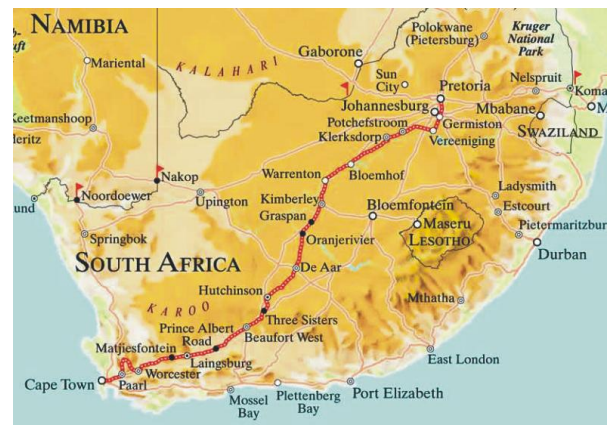 NAMIBIA
Mariental
KALAHARI
Gaborone
Polokwane
(Pietersburg)
Kruger
National
Park
Sun
City
Pretoria
Nelspruit
Johannesburg
Mbabane
Keetmanshoop
Potchefstroom
Germiston
SWAZILAND
Klerksdorp
Vereeniging
Nakop
Warrenton
Bloemhof
Noordoewer
Upington
Kimberley
Ladysmith
Graspan
Bloemfontein
Estcourt
Maseru
Pietermaritzbur
Springbok
Oranjerivier
LESOTHO
Durban
SOUTH AFRICA
De Aar
Hutchinson
Mthatha
KAROO
Three Sisters
Prince Albert
Road
Beaufort West
Matjiesfontein
Laingsburg
East London
Worcester
Cape Town
Paarl
Mossel
Bay
Plettenberg
Bay
Port Elizabeth